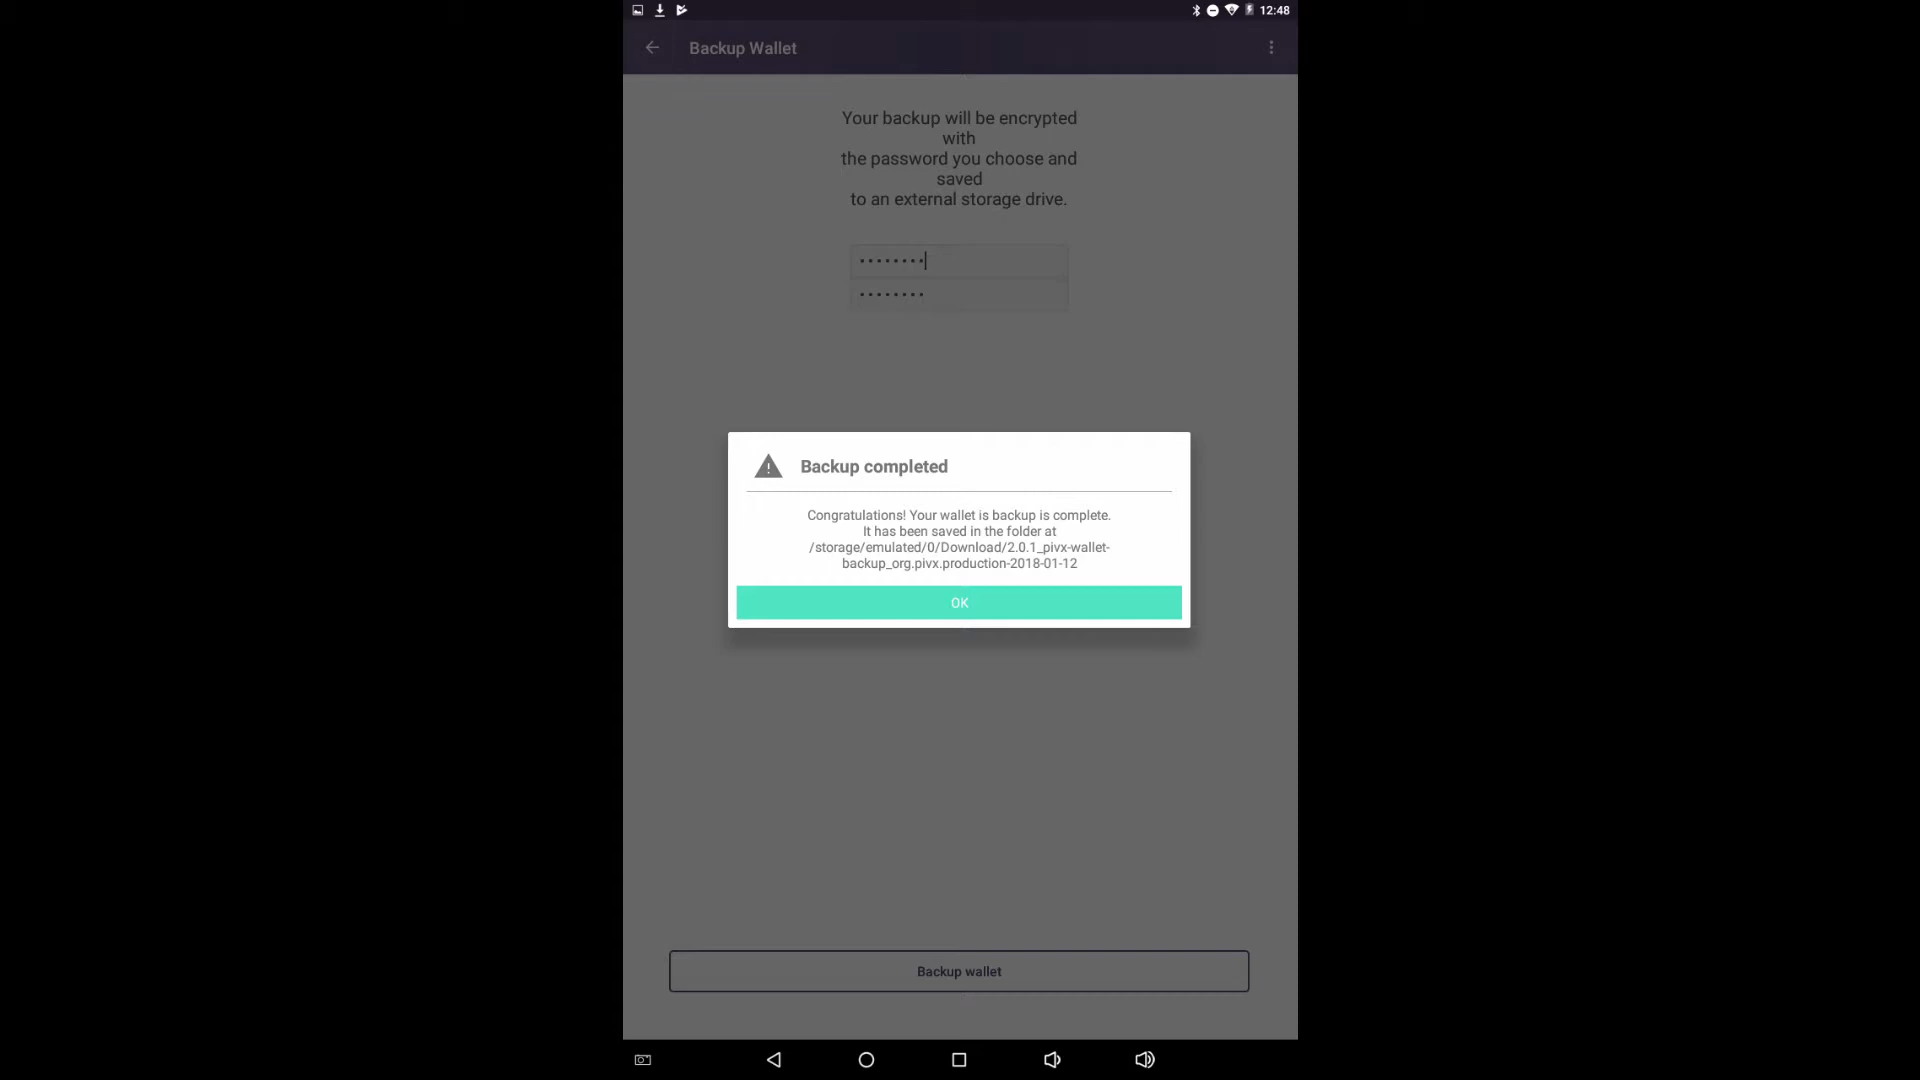 12:48
Backup Wallet
Your backup will be encrypted
with
the password you choose and
saved
to an external storage drive.
Backup completed
Congratulations! Your wallet is backup is complete.
It has been saved in the folder at
/storage/emulated/0/Download/2.0.1_pivx-wallet-
backup_org.pivx.production-2018-01-12
OK
Backup wallet